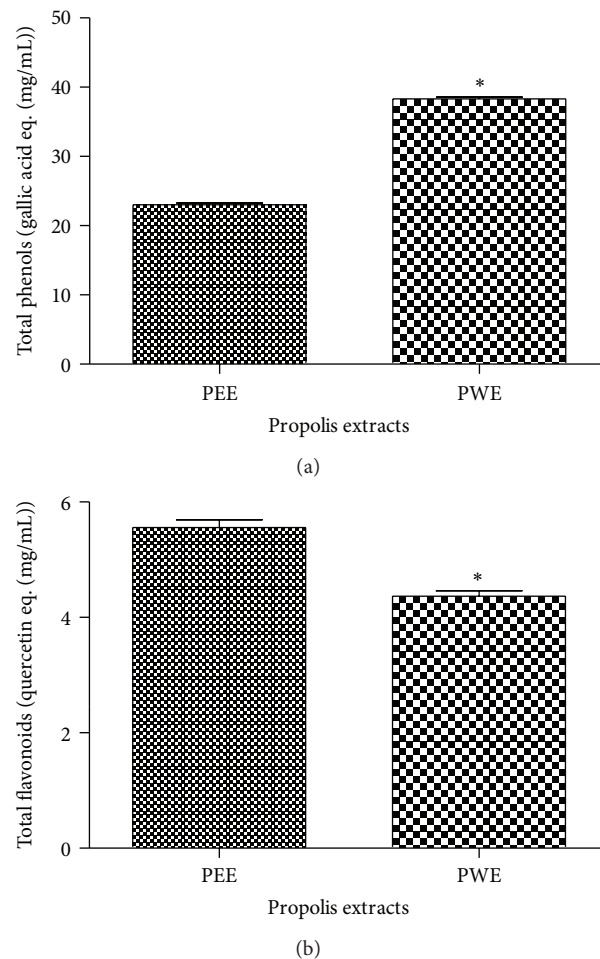 Total phenols (gallic acid eq. (mg/mL))
50
40
30
20
10
0
*
PEE
PWE
Propolis extracts
(a)
Total flavonoids (quercetin eq. (mg/mL))
6
4
2
0
*
PEE
PWE
Propolis extracts
(b)